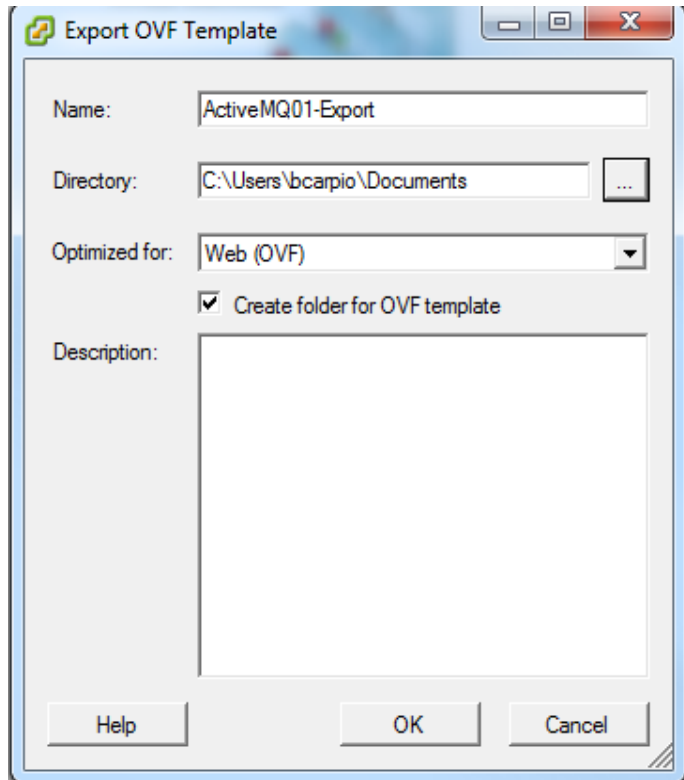 Export OVF Template
Name: ActiveMQ01-Export
Directory: C:\Users\bcarpio\Documents ...
Optimized for: Web (OVF)
Create folder for OVF template
Description:
Help OK Cancel